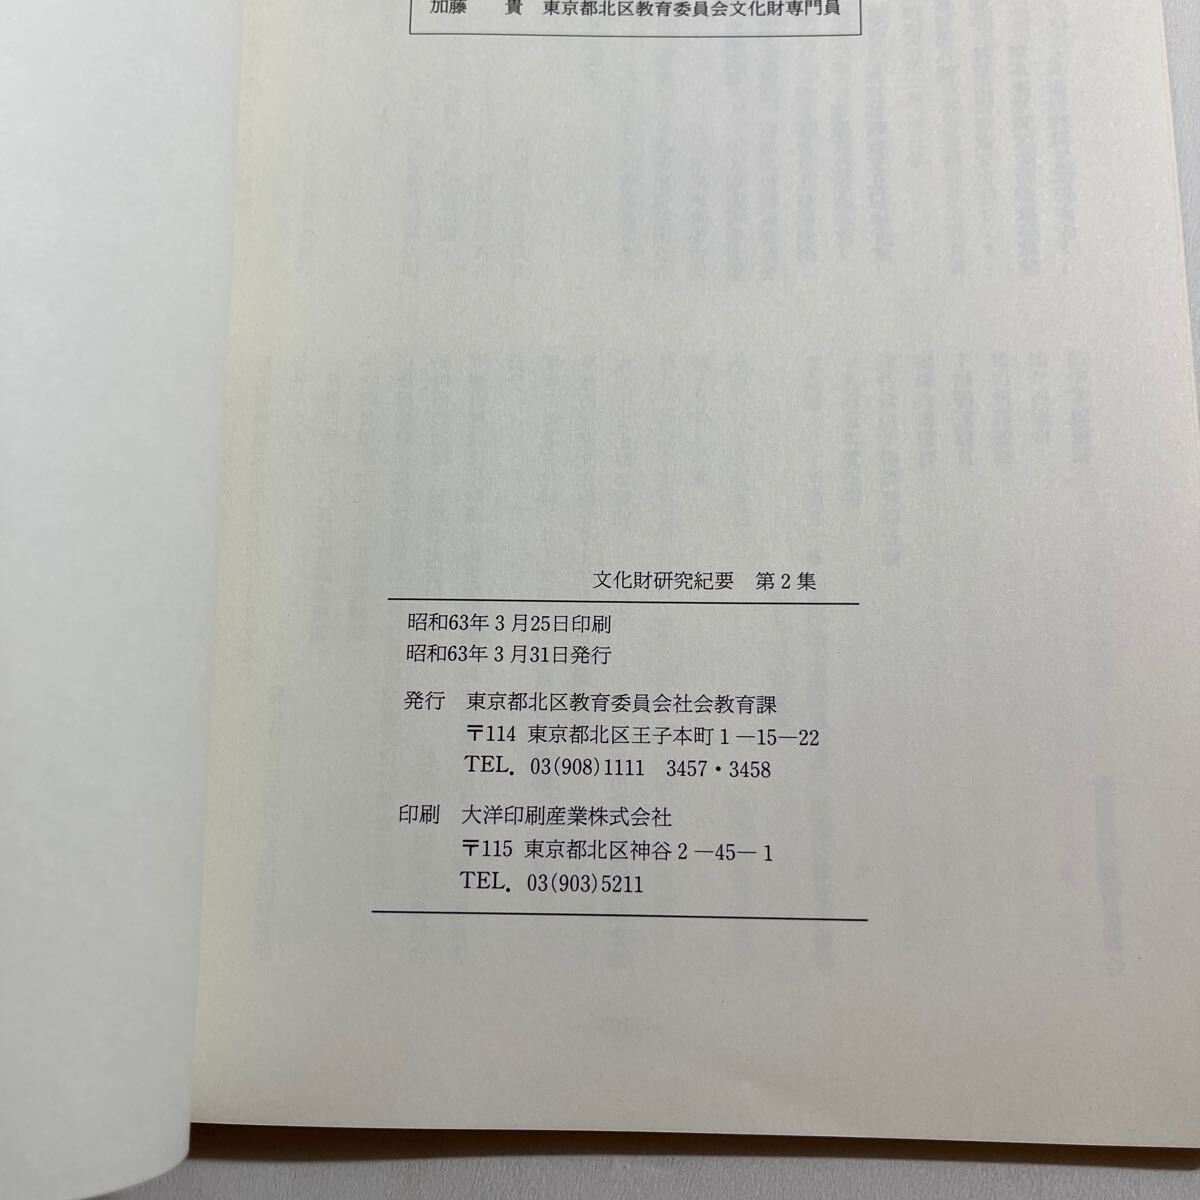 加藤　貴　東京都北区教育委員会文化財専門員
文化財研究紀要　第2集
昭和63年3月25日印刷
昭和63年3月31日発行
発行　東京都北区教育委員会社会教育課
〒114 東京都北区王子本町1―15―22
TEL. 03(908)1111　3457・3458
印刷　大洋印刷産業株式会社
〒115 東京都北区神谷2―45―1
TEL. 03(903)5211